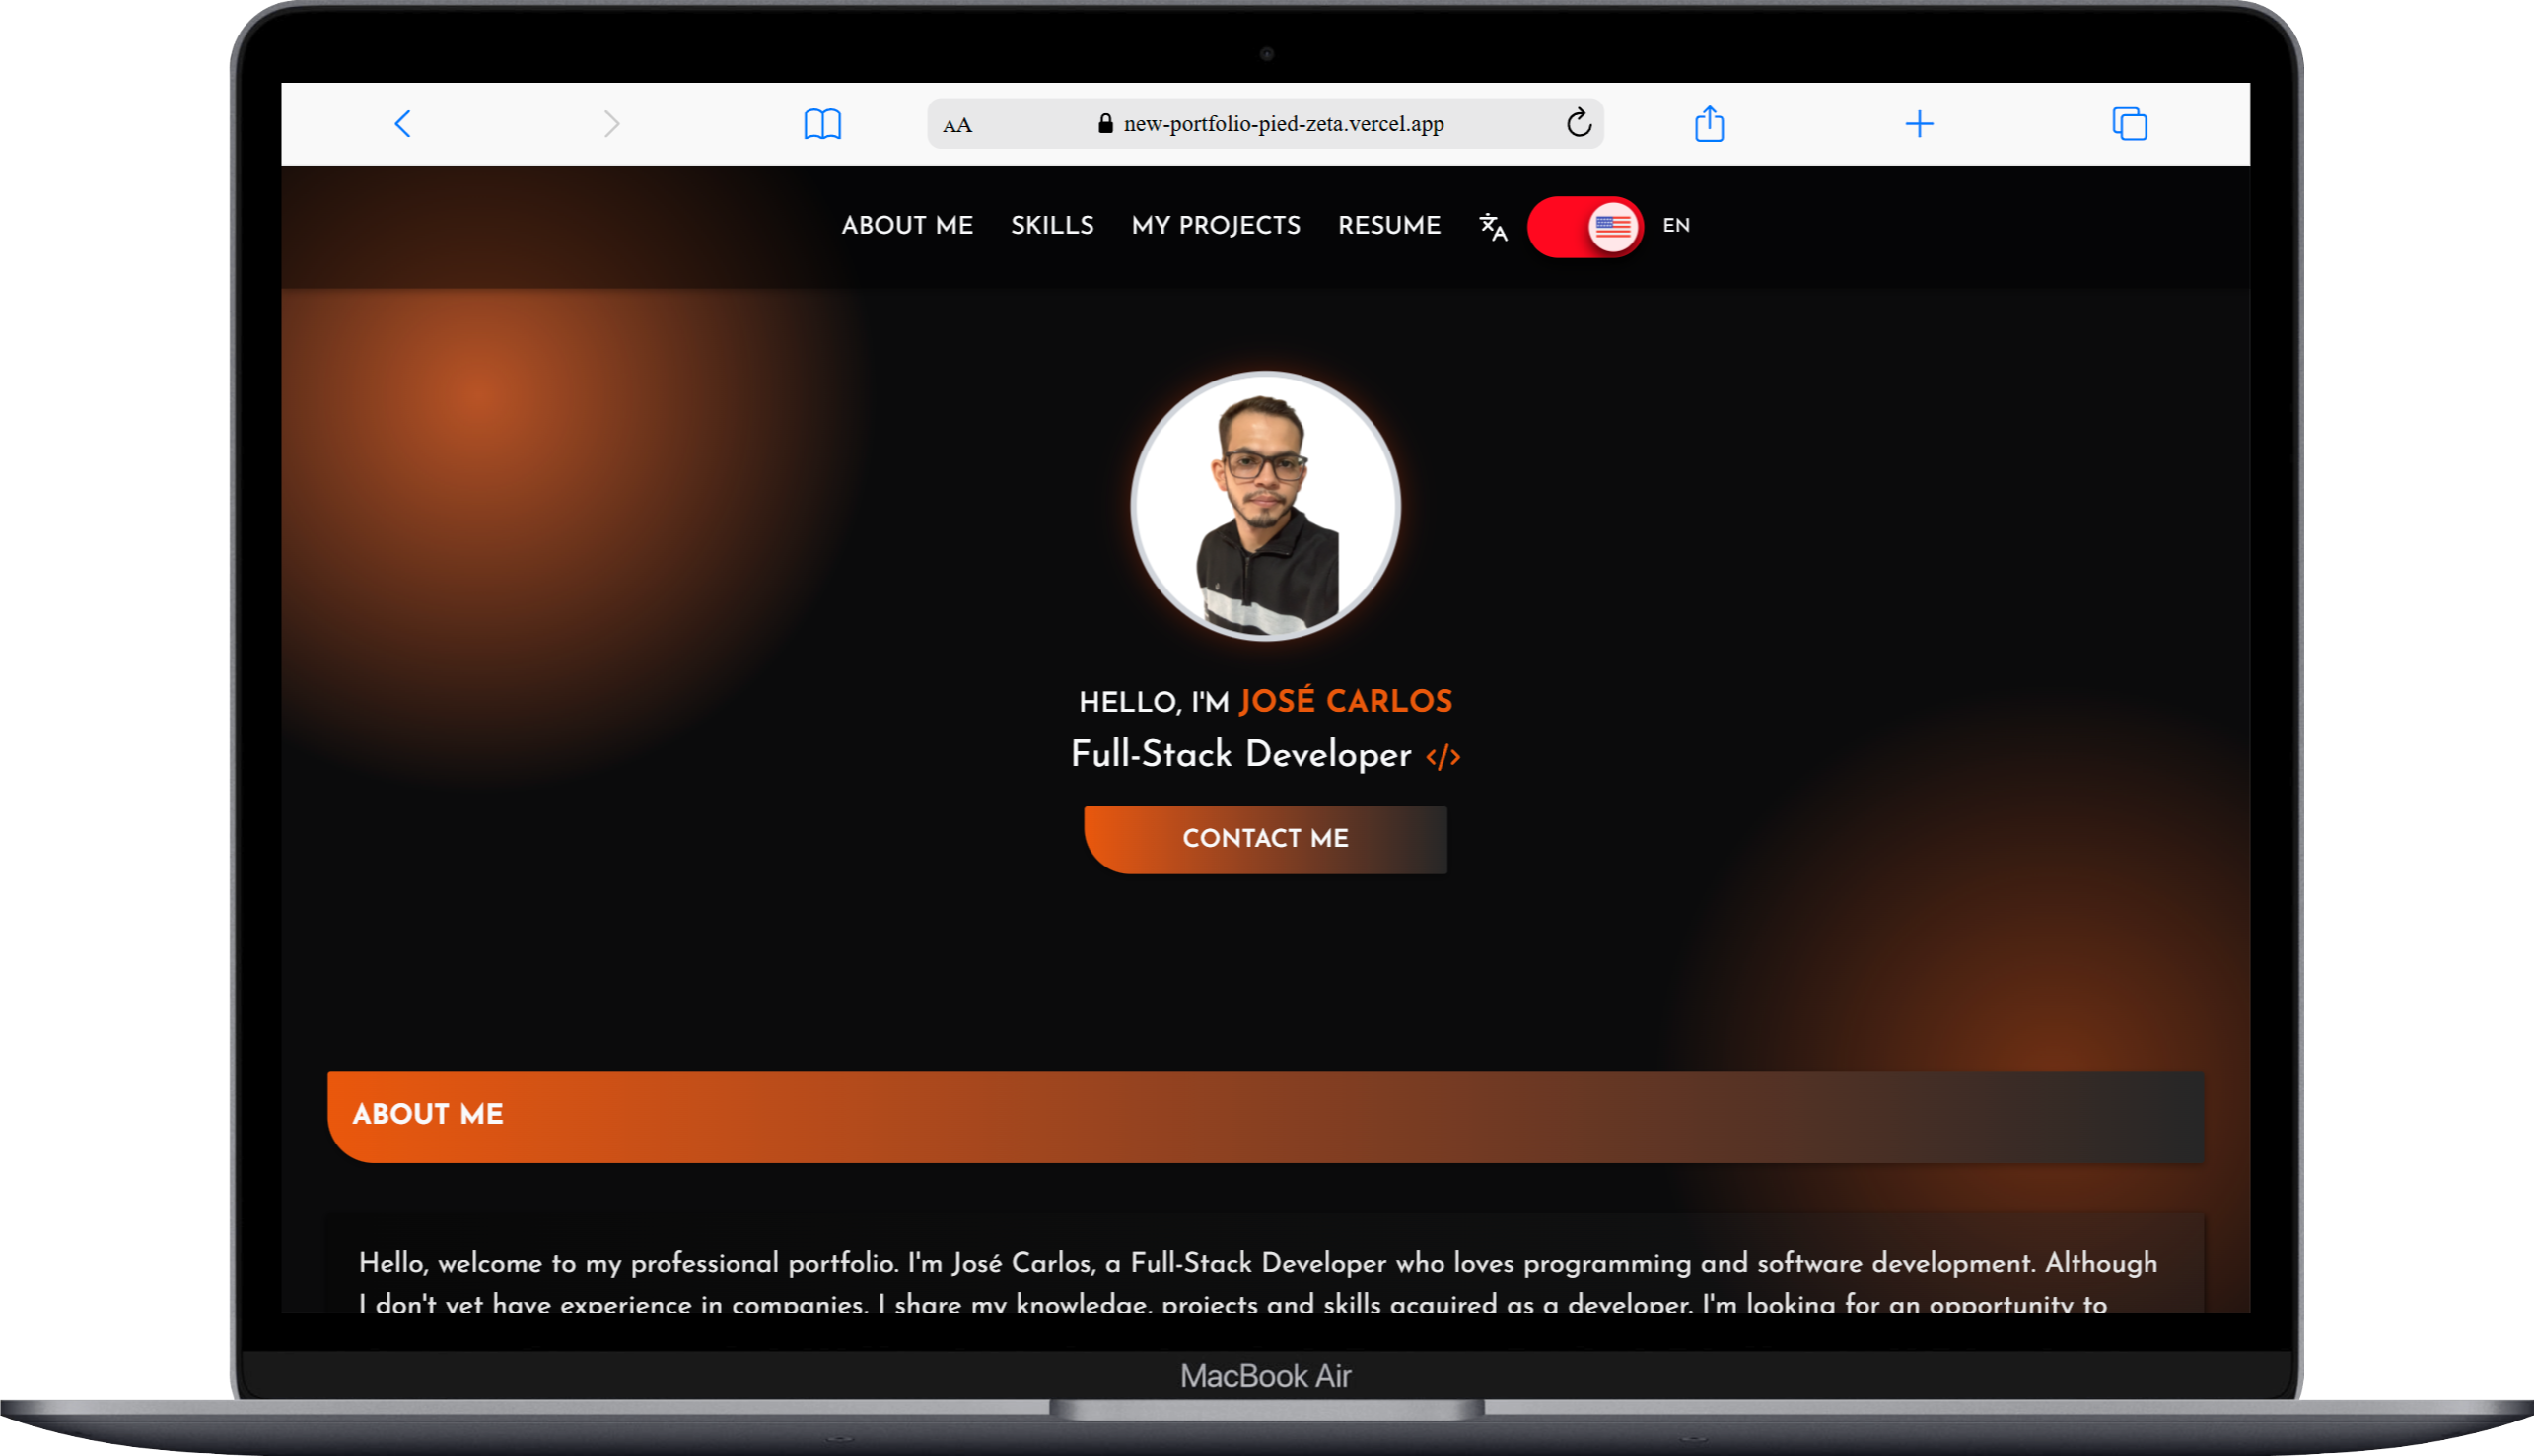 AA new-portfolio-pied-zeta.vercel.app
ABOUT ME SKILLS MY PROJECTS RESUME EN
HELLO, I'M JOSÉ CARLOS
Full-Stack Developer </>
CONTACT ME
ABOUT ME
Hello, welcome to my professional portfolio. I'm José Carlos, a Full-Stack Developer who loves programming and software development. Although
I don't yet have experience in companies, I share my knowledge, projects and skills acquired as a developer. I'm looking for an opportunity to
MacBook Air